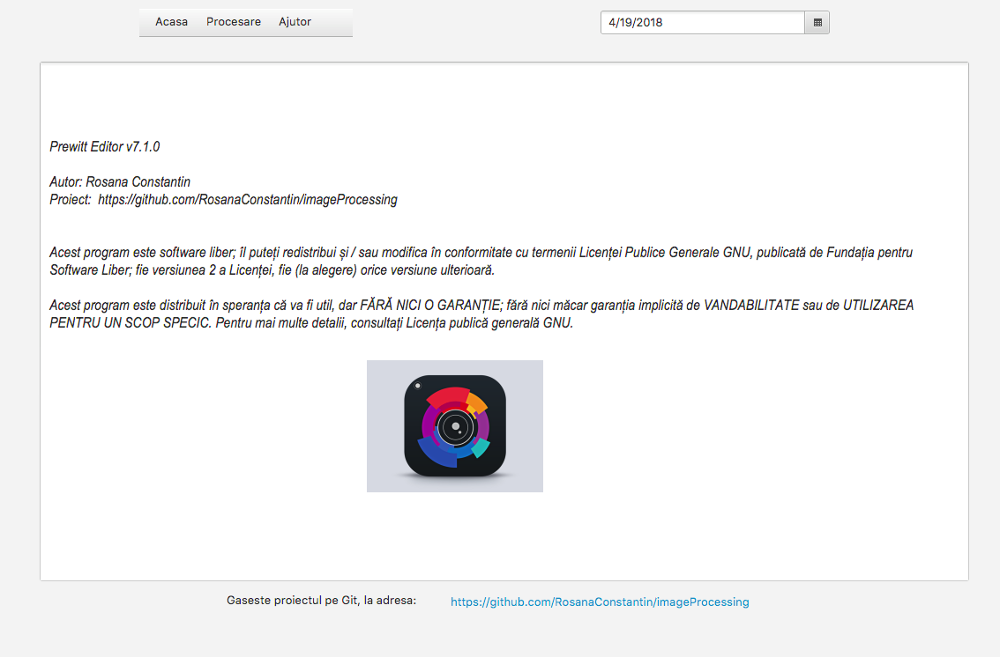 Acasa Procesare Ajutor 4/19/2018
Prewitt Editor v7.1.0
Autor: Rosana Constantin
Proiect: https://github.com/RosanaConstantin/imageProcessing
Acest program este software liber; îl puteți redistribui și / sau modifica în conformitate cu termenii Licenței Publice Generale GNU, publicată de Fundația pentru
Software Liber; fie versiunea 2 a Licenței, fie (la alegere) orice versiune ulterioară.
Acest program este distribuit în speranța că va fi util, dar FĂRĂ NICI O GARANȚIE; fără nici măcar garanția implicită de VANDABILITATE sau de UTILIZAREA
PENTRU UN SCOP SPECIC. Pentru mai multe detalii, consultați Licența publică generală GNU.
Gaseste proiectul pe Git, la adresa: https://github.com/RosanaConstantin/imageProcessing